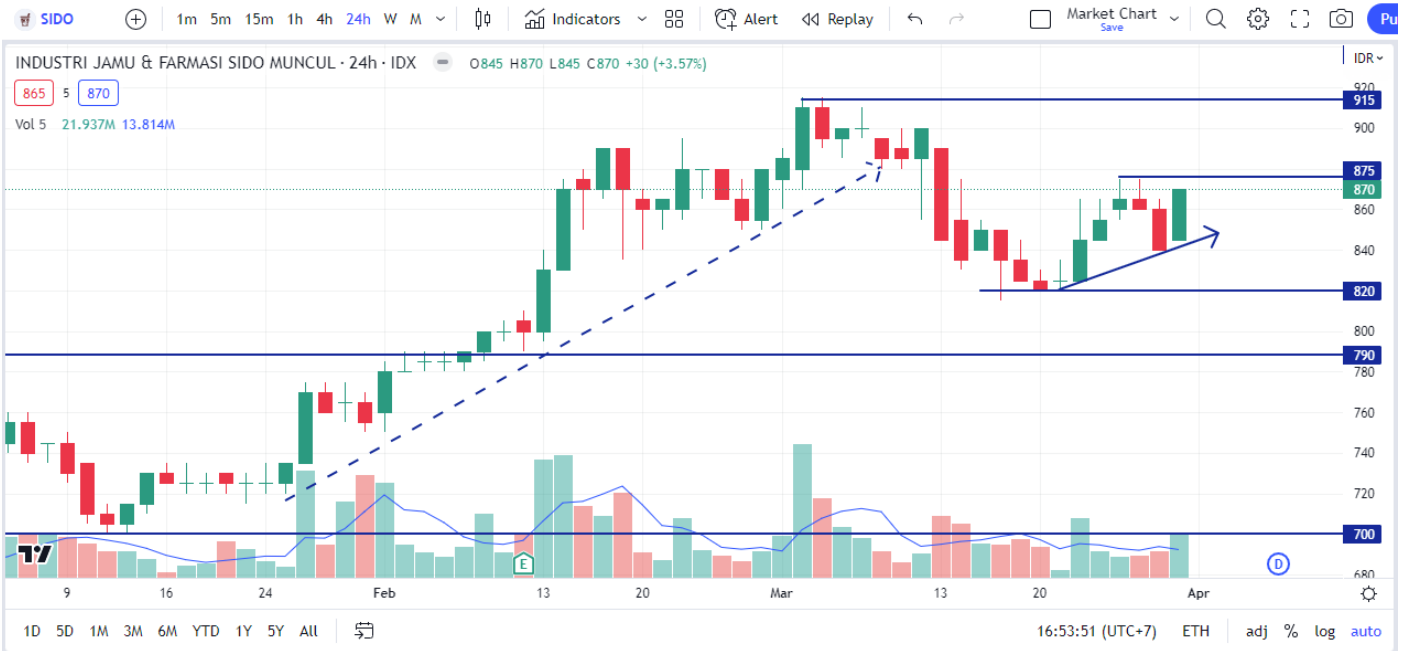 SIDO 1m 5m 15m 1h 4h 24h W M Indicators Alert Replay Market Chart Save Pu
INDUSTRI JAMU & FARMASI SIDO MUNCUL · 24h · IDX O845 H870 L845 C870 +30 (+3.57%)
IDR
865 5 870
Vol 5 21.937M 13.814M
920
915
900
875
870
860
840
820
800
790
780
760
740
720
700
680
E
D
9 16 24 Feb 13 20 Mar 13 20 Apr
1D 5D 1M 3M 6M YTD 1Y 5Y All 16:53:51 (UTC+7) ETH adj % log auto